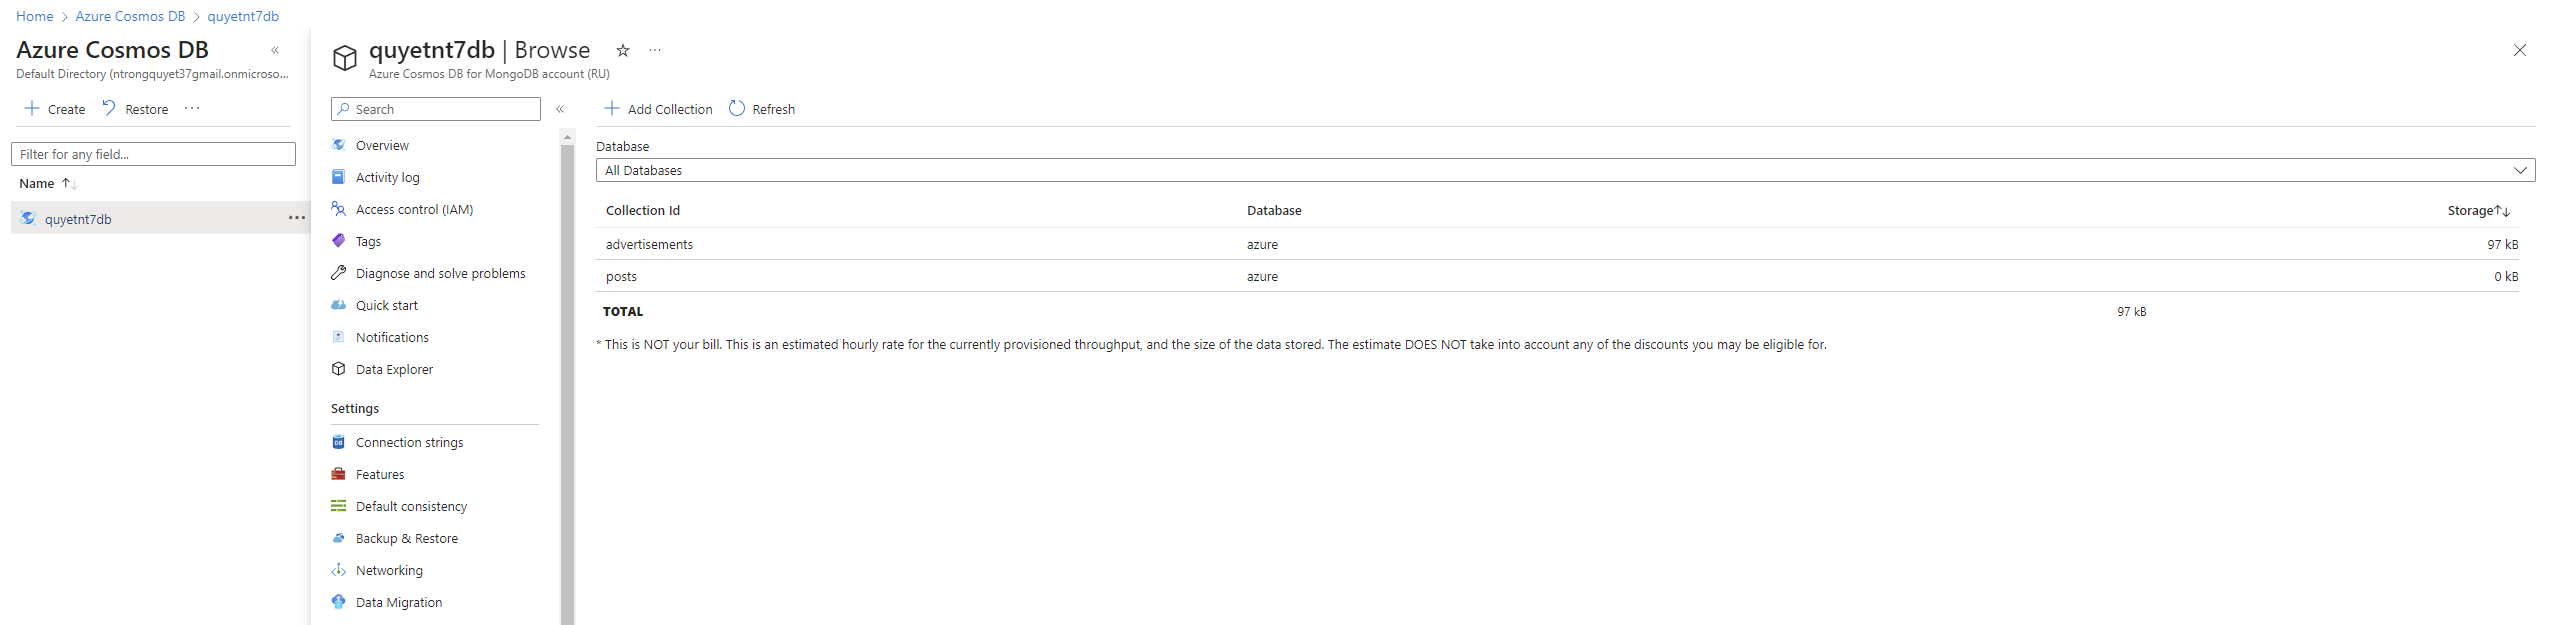 Home > Azure Cosmos DB > quyetnt7db
Azure Cosmos DB
Default Directory (ntrongquyet37gmail.onmicroso...
Create
Restore
Filter for any field...
Name
quyetnt7db
quyetnt7db | Browse
Azure Cosmos DB for MongoDB account (RU)
Search
Overview
Activity log
Access control (IAM)
Tags
Diagnose and solve problems
Quick start
Notifications
Data Explorer
Settings
Connection strings
Features
Default consistency
Backup & Restore
Networking
Data Migration
Add Collection
Refresh
Database
All Databases
Collection Id Database Storage
advertisements azure 97 kB
posts azure 0 kB
TOTAL 97 kB
* This is NOT your bill. This is an estimated hourly rate for the currently provisioned throughput, and the size of the data stored. The estimate DOES NOT take into account any of the discounts you may be eligible for.